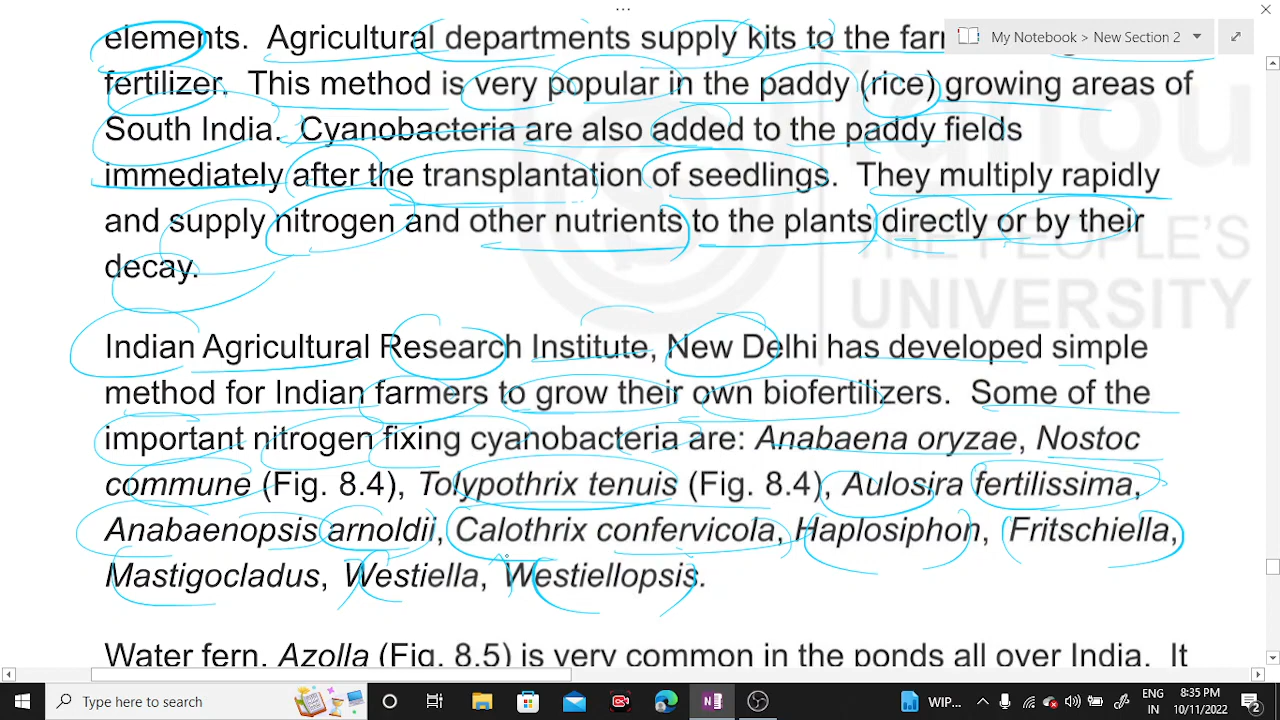 My Notebook > New Section 2
elements. Agricultural departments supply kits to the
fertilizer. This method is very popular in the paddy (rice) growing areas of
South India. Cyanobacteria are also added to the paddy fields
immediately after the transplantation of seedlings. They multiply rapidly
and supply nitrogen and other nutrients to the plants directly or by their
decay.
THE PEOPLE'S
UNIVERSITY
Indian Agricultural Research Institute, New Delhi has developed simple
method for Indian farmers to grow their own biofertilizers. Some of the
important nitrogen fixing cyanobacteria are: Anabaena oryzae, Nostoc
commune (Fig. 8.4), Tolypothrix tenuis (Fig. 8.4), Aulosira fertilissima,
Anabaenopsis arnoldii, Calothrix confervicola, Haplosiphon, Fritschiella,
Mastigocladus, Westiella, Westiellopsis.
Water fern, Azolla (Fig. 8.5) is very common in the ponds all over India. It
Type here to search
WIP...
ENG
IN
8:35 PM
10/11/2022
2